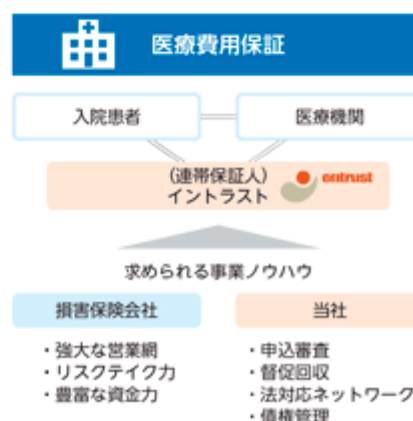 医療費用保証
入院患者
医療機関
(連帯保証人)
イントラスト
entrust
求められる事業ノウハウ
損害保険会社
当社
・強大な営業網
・リスクテイク力
・豊富な資金力
・申込審査
・督促回収
・法対応ネットワーク
・債権管理